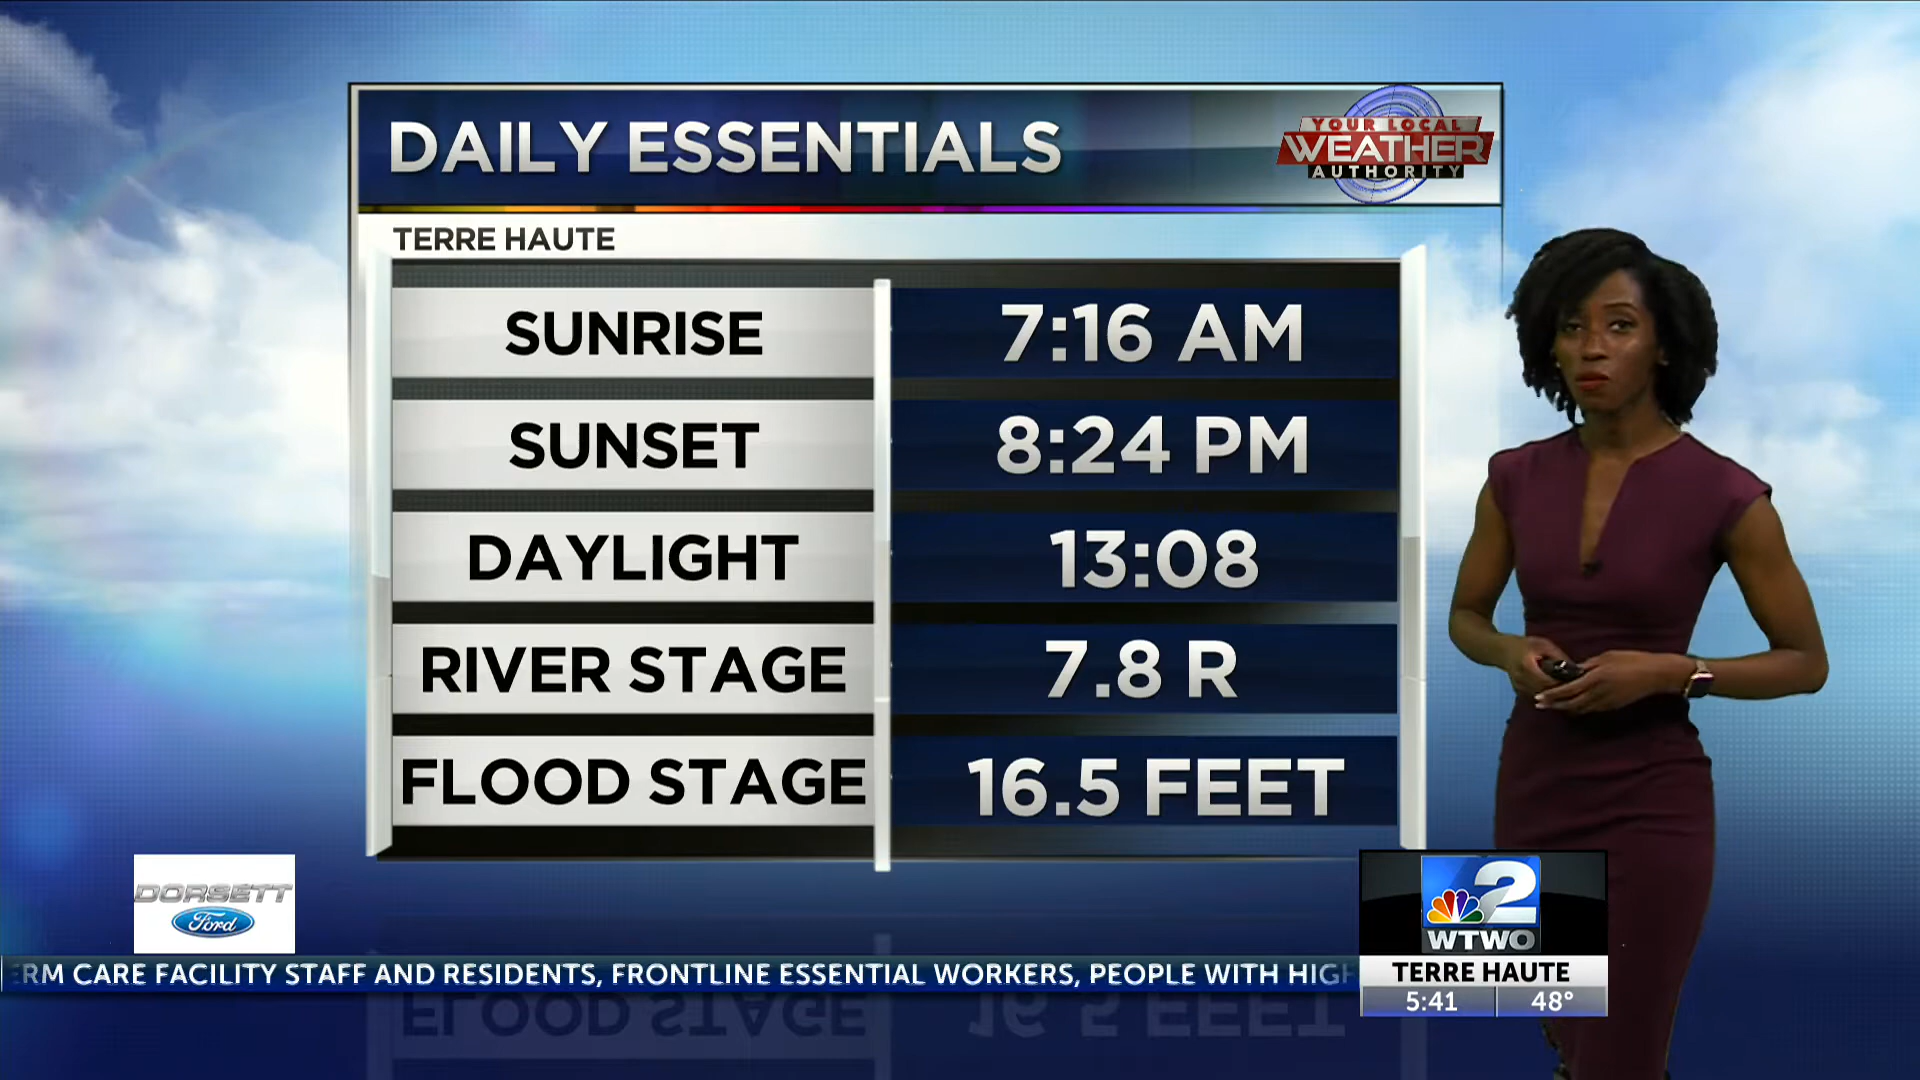 DAILY ESSENTIALS
YOUR LOCAL
WEATHER
AUTHORITY
TERRE HAUTE
SUNRISE 7:16 AM
SUNSET 8:24 PM
DAYLIGHT 13:08
RIVER STAGE 7.8 R
FLOOD STAGE 16.5 FEET
DORSETT
Ford
2
WTWO
RM CARE FACILITY STAFF AND RESIDENTS, FRONTLINE ESSENTIAL WORKERS, PEOPLE WITH HIGH
TERRE HAUTE
5:41 48°